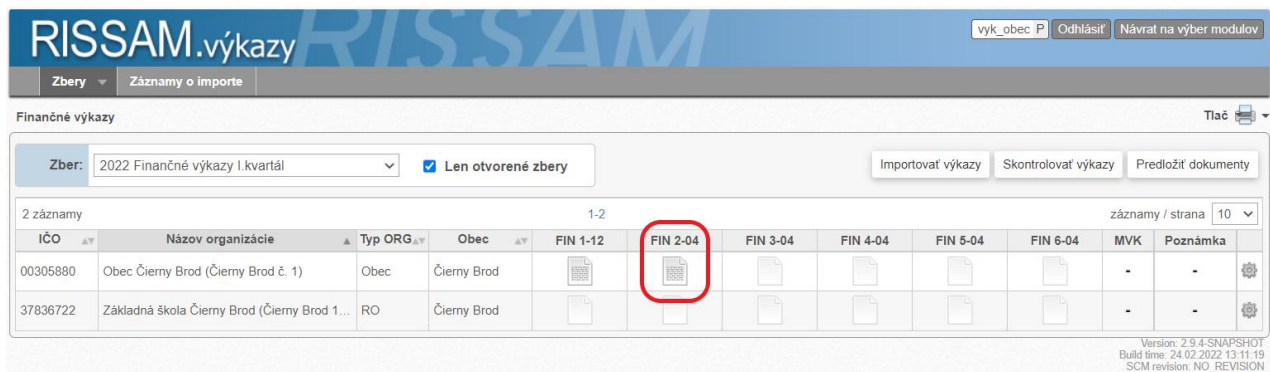 RISSAM.výkazy
RISSAM
vyk_obec P Odhlásiť Návrat na výber modulov
Zbery Záznamy o importe
Finančné výkazy Tlač
Zber: 2022 Finančné výkazy I.kvartál Len otvorené zbery Importovať výkazy Skontrolovať výkazy Predložiť dokumenty
2 záznamy 1-2 záznamy / strana 10
IČO Názov organizácie Typ ORG Obec FIN 1-12 FIN 2-04 FIN 3-04 FIN 4-04 FIN 5-04 FIN 6-04 MVK Poznámka
00305880 Obec Čierny Brod (Čierny Brod č. 1) Obec Čierny Brod - -
37836722 Základná škola Čierny Brod (Čierny Brod 1... RO Čierny Brod - -
Version: 2.9.4-SNAPSHOT
Build time: 24.02.2022 13:11:19
SCM revision: NO_REVISION